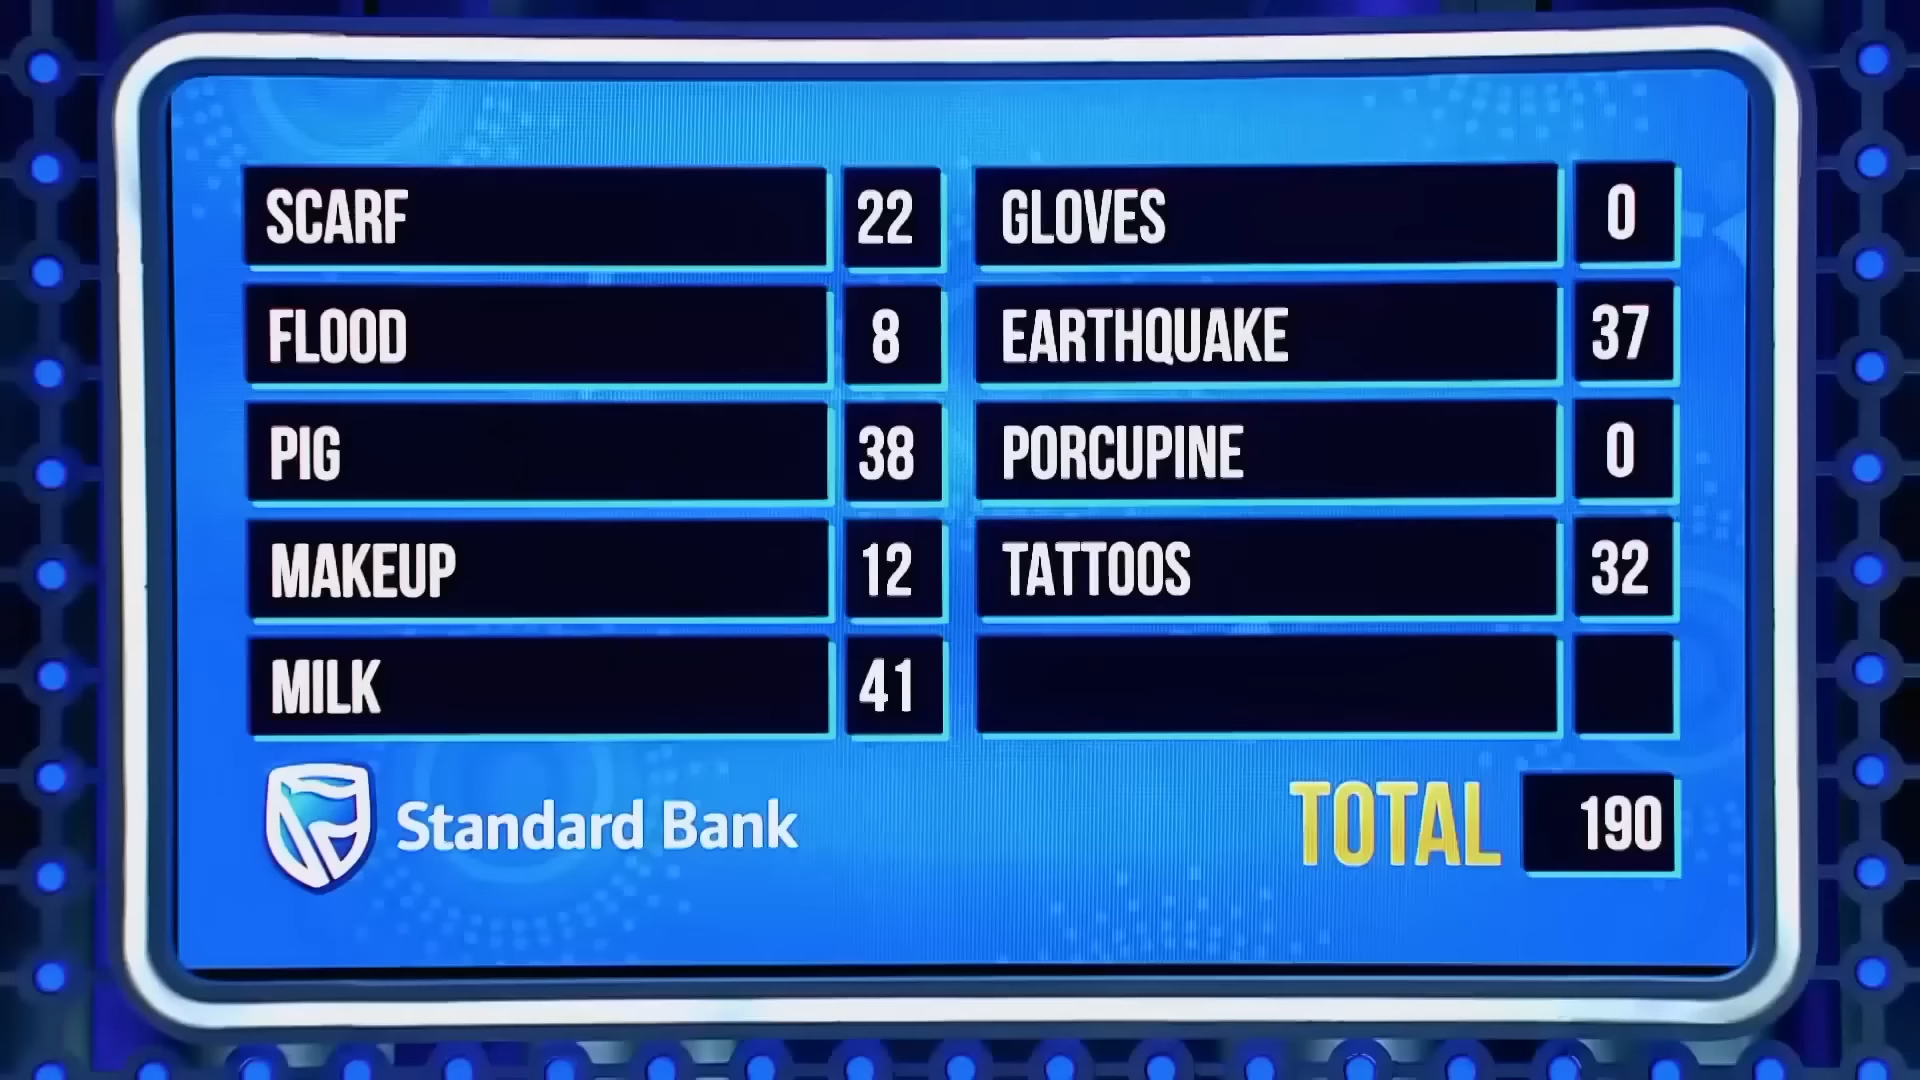 SCARF 22
FLOOD 8
PIG 38
MAKEUP 12
MILK 41
GLOVES 0
EARTHQUAKE 37
PORCUPINE 0
TATTOOS 32
Standard Bank
TOTAL 190